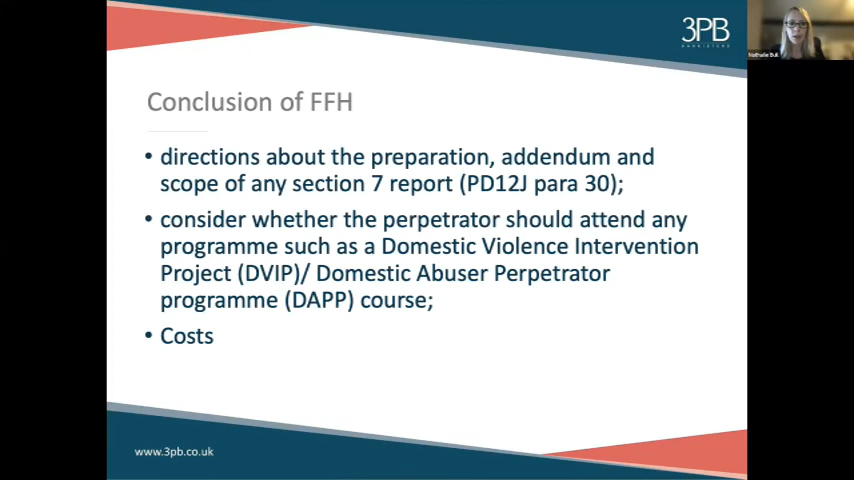 3PB
BARRISTERS
Nathalie Bull
Conclusion of FFH
• directions about the preparation, addendum and
scope of any section 7 report (PD12J para 30);
• consider whether the perpetrator should attend any
programme such as a Domestic Violence Intervention
Project (DVIP)/ Domestic Abuser Perpetrator
programme (DAPP) course;
• Costs
www.3pb.co.uk